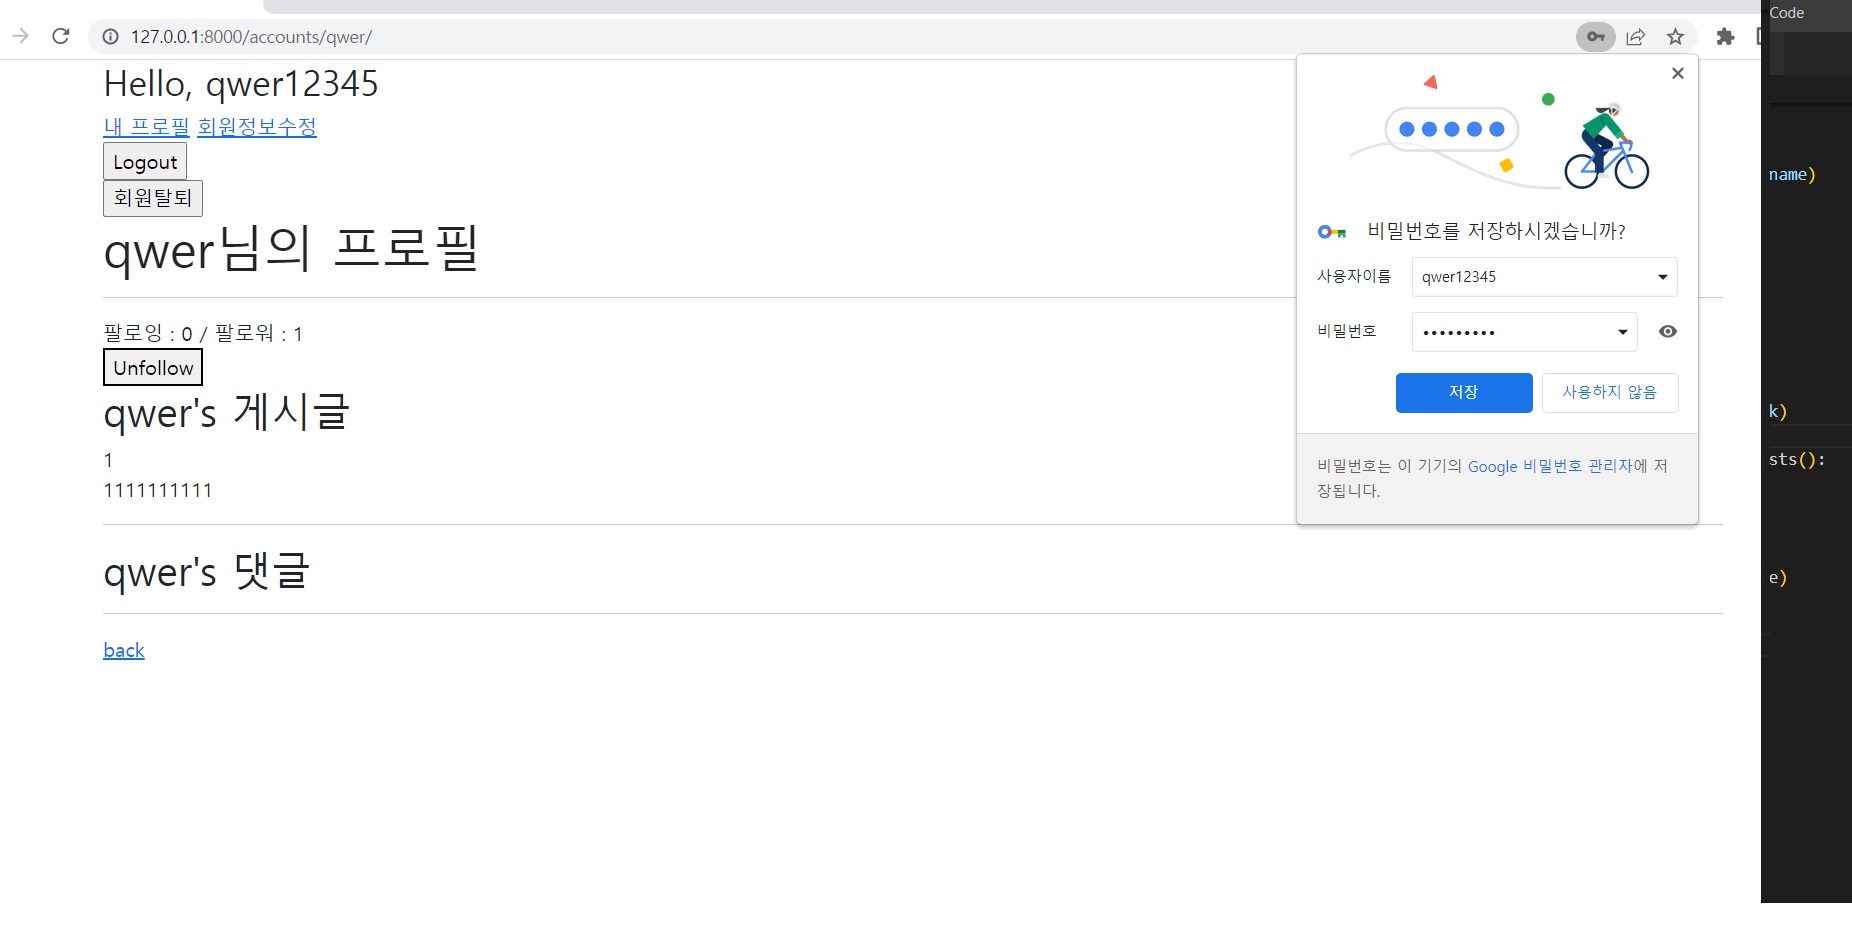 127.0.0.1:8000/accounts/qwer/
Code
Hello, qwer12345
내 프로필 회원정보수정
Logout
회원탈퇴
qwer님의 프로필
팔로잉 : 0 / 팔로워 : 1
Unfollow
qwer's 게시글
1
1111111111
qwer's 댓글
back
비밀번호를 저장하시겠습니까?
사용자이름 qwer12345
비밀번호 •••••••••
저장 사용하지 않음
비밀번호는 이 기기의 Google 비밀번호 관리자에 저
장됩니다.
name)
k)
sts():
e)